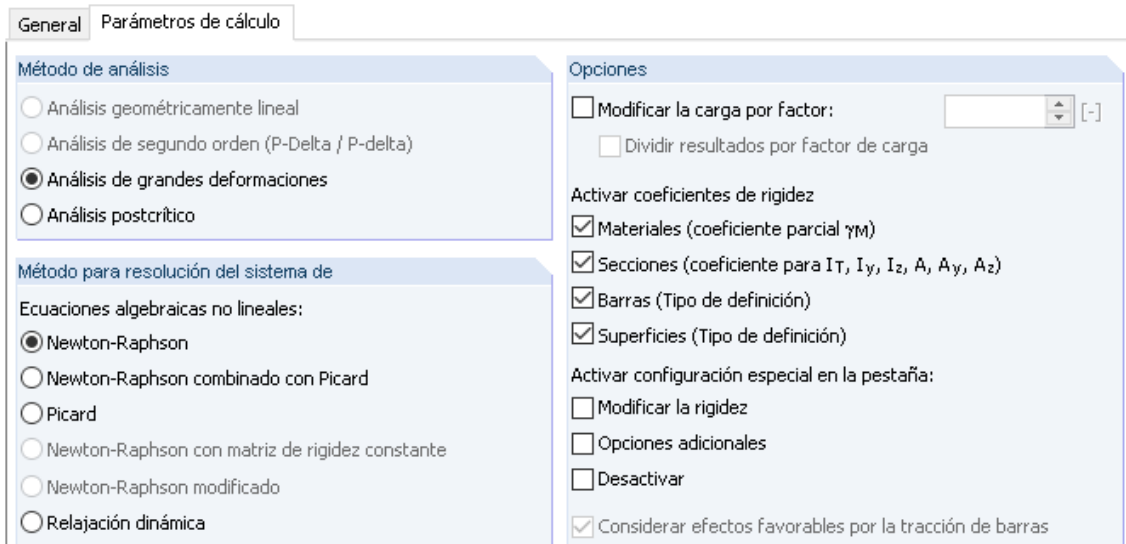 General
Parámetros de cálculo
Método de análisis
Análisis geométricamente lineal
Análisis de segundo orden (P-Delta / P-delta)
Análisis de grandes deformaciones
Análisis postcrítico
Método para resolución del sistema de
Ecuaciones algebraicas no lineales:
Newton-Raphson
Newton-Raphson combinado con Picard
Picard
Newton-Raphson con matriz de rigidez constante
Newton-Raphson modificado
Relajación dinámica
Opciones
Modificar la carga por factor: [-]
Dividir resultados por factor de carga
Activar coeficientes de rigidez
Materiales (coeficiente parcial γM)
Secciones (coeficiente para IT, Iy, Iz, A, Ay, Az)
Barras (Tipo de definición)
Superficies (Tipo de definición)
Activar configuración especial en la pestaña:
Modificar la rigidez
Opciones adicionales
Desactivar
Considerar efectos favorables por la tracción de barras